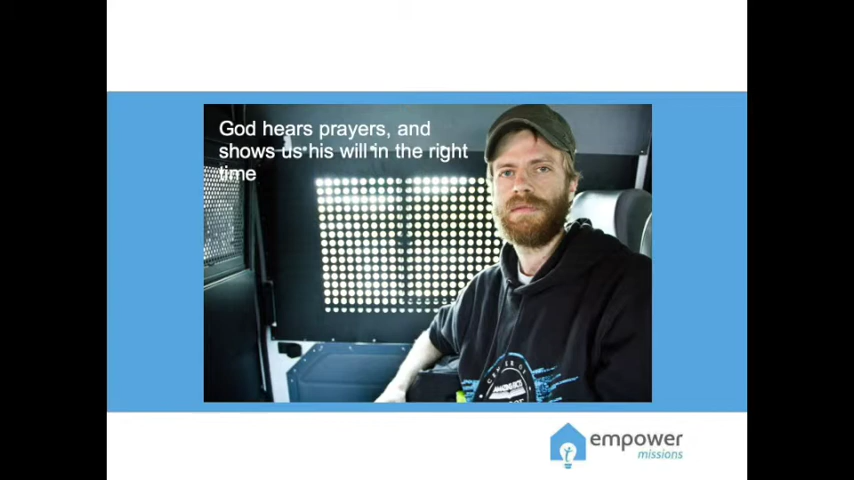 God hears prayers, and
shows us his will in the right
time
empower
missions